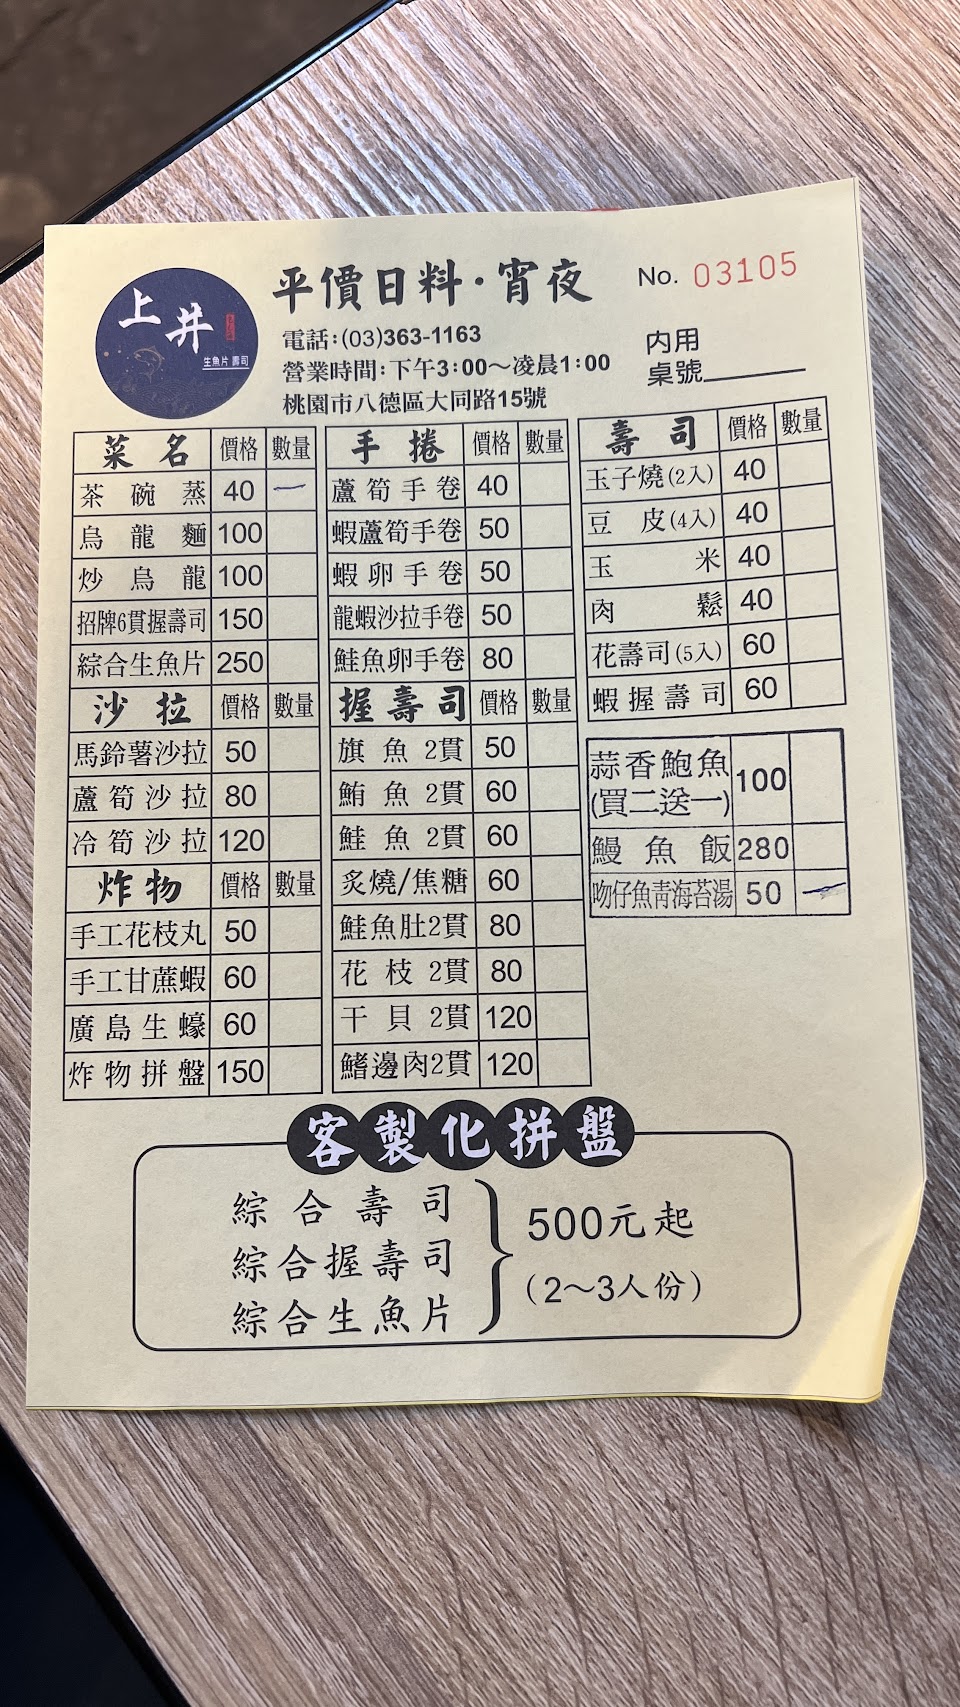 上井
生魚片 壽司
平價日料·宵夜
No. 03105
電話:(03)363-1163
營業時間:下午3:00～凌晨1:00
桃園市八德區大同路15號
內用
桌號
菜名 價格 數量
茶碗蒸 40 一
烏龍麵 100
炒烏龍 100
招牌6貫握壽司 150
綜合生魚片 250
沙拉 價格 數量
馬鈴薯沙拉 50
蘆筍沙拉 80
冷筍沙拉 120
炸物 價格 數量
手工花枝丸 50
手工甘蔗蝦 60
廣島生蠔 60
炸物拼盤 150
手捲 價格 數量
蘆筍手卷 40
蝦蘆筍手卷 50
蝦卵手卷 50
龍蝦沙拉手卷 50
鮭魚卵手卷 80
握壽司 價格 數量
旗魚2貫 50
鮪魚2貫 60
鮭魚2貫 60
炙燒/焦糖 60
鮭魚肚2貫 80
花枝2貫 80
干貝2貫 120
鰭邊肉2貫 120
壽司 價格 數量
玉子燒(2入) 40
豆皮(4入) 40
玉米 40
肉鬆 40
花壽司(5入) 60
蝦握壽司 60
蒜香鮑魚
(買二送一) 100
鰻魚飯 280
吻仔魚青海苔湯 50 一
客製化拼盤
綜合壽司
綜合握壽司
綜合生魚片
500元起
(2～3人份)